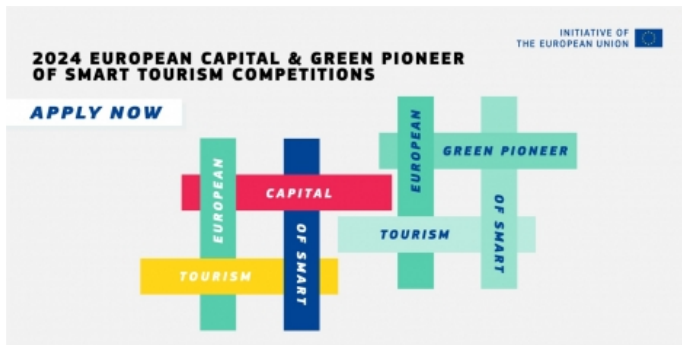 INITIATIVE OF
THE EUROPEAN UNION
2024 EUROPEAN CAPITAL & GREEN PIONEER
OF SMART TOURISM COMPETITIONS
APPLY NOW
EUROPEAN
CAPITAL
OF SMART
TOURISM
EUROPEAN
GREEN PIONEER
OF SMART
TOURISM